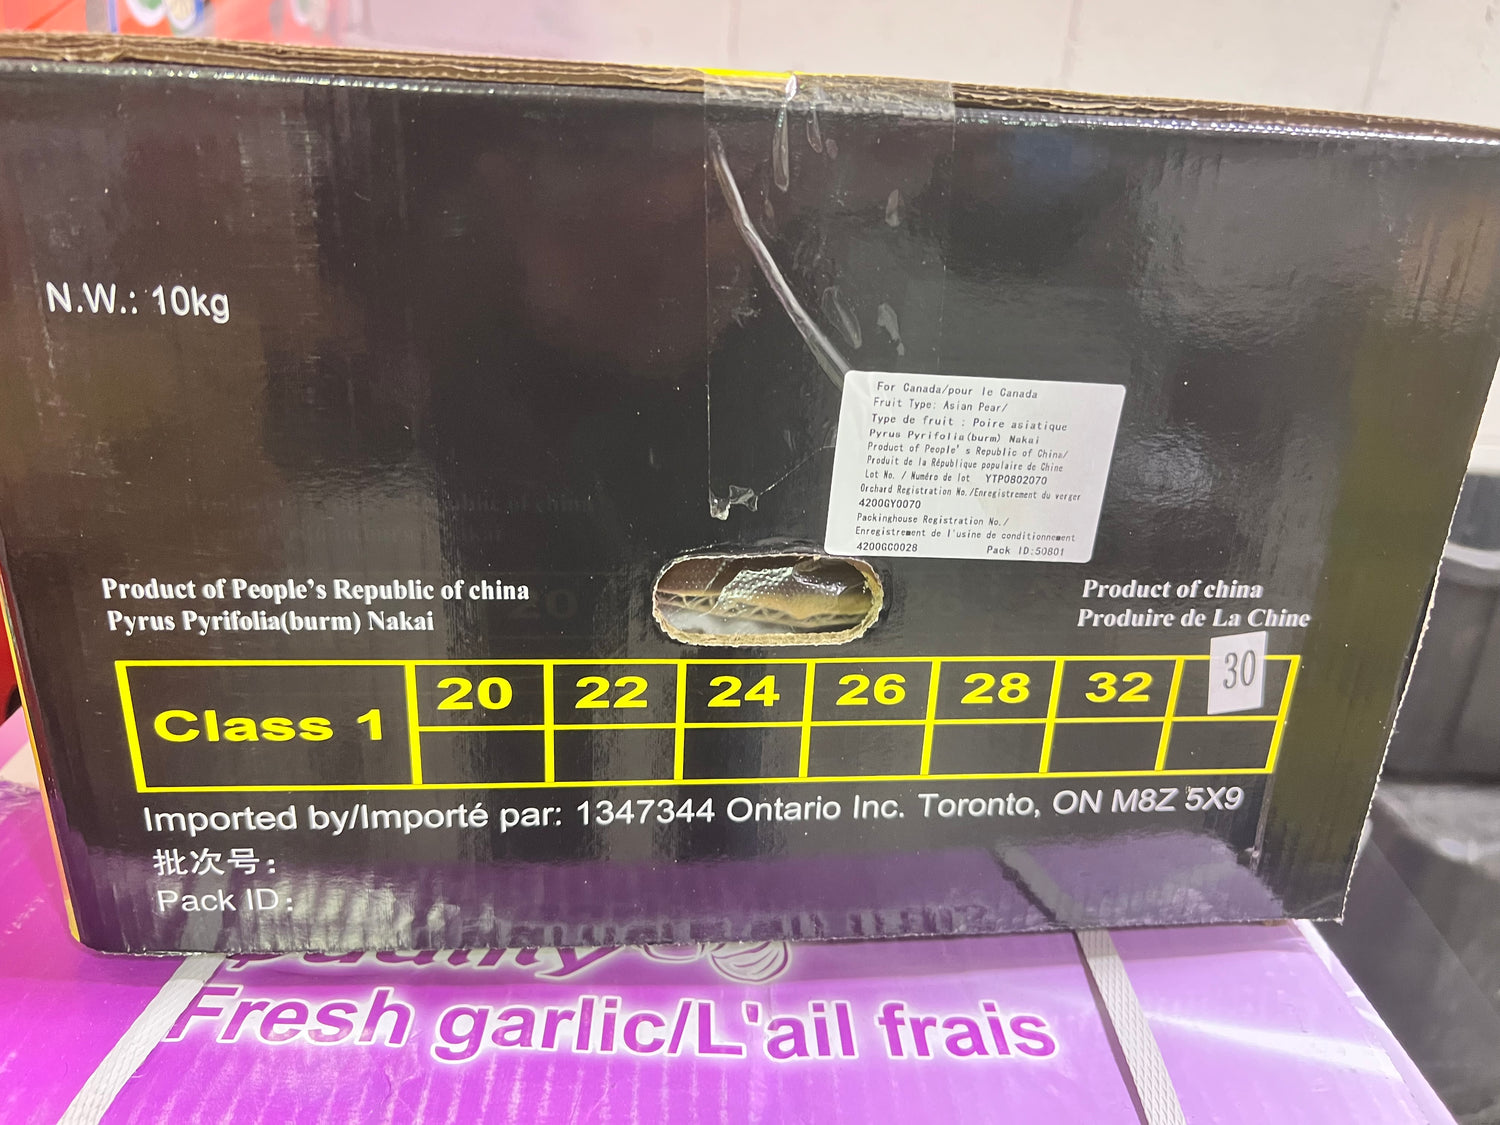 N.W.: 10kg
For Canada/pour le Canada
Fruit Type: Asian Pear/
Type de fruit : Poire asiatique
Pyrus Pyrifolia(burm) Nakai
Product of People's Republic of China/
Produit de la République populaire de Chine
Lot No. / Numéro de lot YTP0802070
Orchard Registration No./Enregistrement du verger
4200GY0070
Packinghouse Registration No./
Enregistrement de l'usine de conditionnement
4200GC0028 Pack ID:50801
Product of People's Republic of china
Pyrus Pyrifolia(burm) Nakai
Product of china
Produire de La Chine
Class 1 20 22 24 26 28 32 30
Imported by/Importé par: 1347344 Ontario Inc. Toronto, ON M8Z 5X9
批次号:
Pack ID:
Fresh garlic/L'ail frais